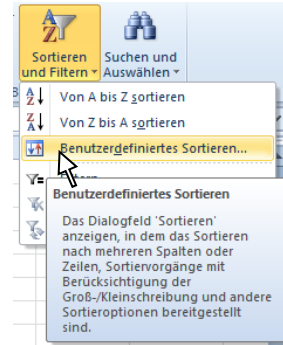 Sortieren Suchen und
und Filtern Auswählen
Von A bis Z sortieren
Von Z bis A sortieren
Benutzerdefiniertes Sortieren...
Benutzerdefiniertes Sortieren
Das Dialogfeld 'Sortieren'
anzeigen, in dem das Sortieren
nach mehreren Spalten oder
Zeilen, Sortiervorgänge mit
Berücksichtigung der
Groß-/Kleinschreibung und andere
Sortieroptionen bereitgestellt
sind.